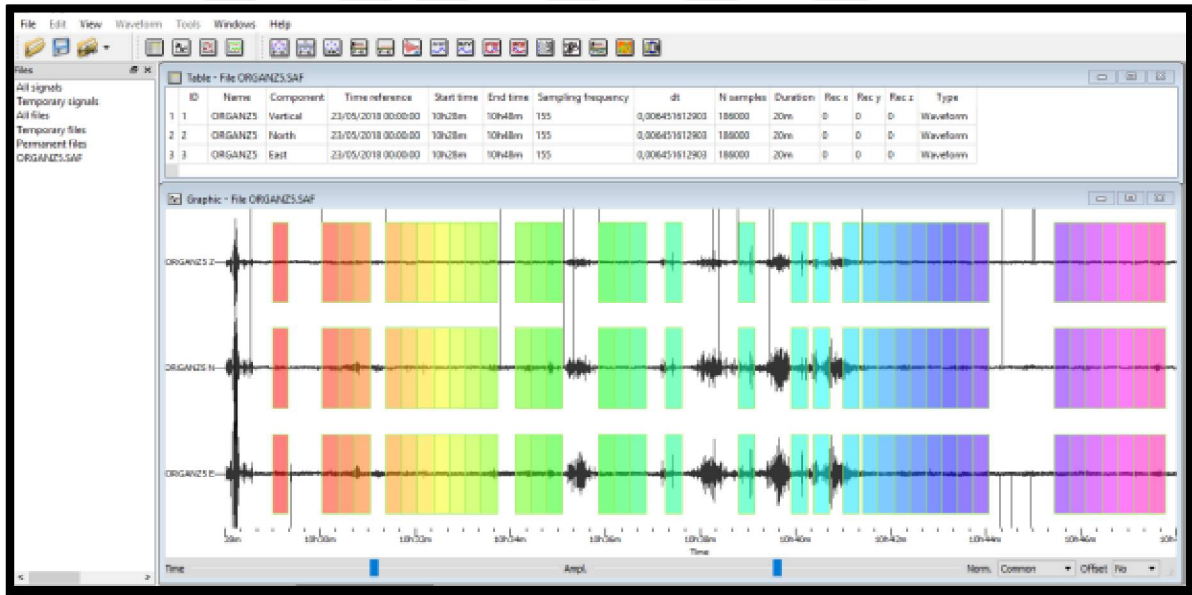 File Edit View Waveform Tools Windows Help
Files
All signals
Temporary signals
All files
Temporary files
Permanent files
ORGANZ5.SAF
Table - File ORGANZ5.SAF
ID Name Component Time reference Start time End time Sampling frequency dt N samples Duration Rec x Rec y Rec z Type
1 1 ORGANZ5 Vertical 23/05/2018 00:00:00 10h28m 10h48m 155 0,006451612903 186000 20m 0 0 0 Waveform
2 2 ORGANZ5 North 23/05/2018 00:00:00 10h28m 10h48m 155 0,006451612903 186000 20m 0 0 0 Waveform
3 3 ORGANZ5 East 23/05/2018 00:00:00 10h28m 10h48m 155 0,006451612903 186000 20m 0 0 0 Waveform
Graphic - File ORGANZ5.SAF
ORGANZ5 Z
ORGANZ5 N
ORGANZ5 E
28m 10h30m 10h32m 10h34m 10h36m 10h38m 10h40m 10h42m 10h44m 10h46m 10h
Time
Time Ampl. Norm. Common Offset No